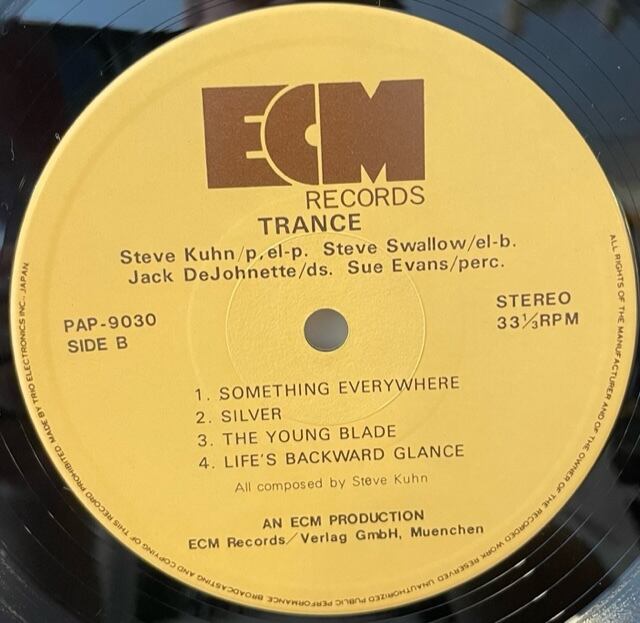 ECM
RECORDS
TRANCE
Steve Kuhn/p, el-p. Steve Swallow/el-b.
Jack DeJohnette/ds. Sue Evans/perc.
PAP-9030
SIDE B
STEREO
33⅓RPM
1. SOMETHING EVERYWHERE
2. SILVER
3. THE YOUNG BLADE
4. LIFE'S BACKWARD GLANCE
All composed by Steve Kuhn
AN ECM PRODUCTION
ECM Records/Verlag GmbH, Muenchen
ALL RIGHTS OF THE MANUFACTURER AND OF THE OWNER OF THE RECORDED WORK RESERVED UNAUTHORIZED PUBLIC PERFORMANCE BROADCASTING AND COPYING OF THIS RECORD PROHIBITED MADE BY TRIO ELECTRONICS INC., JAPAN